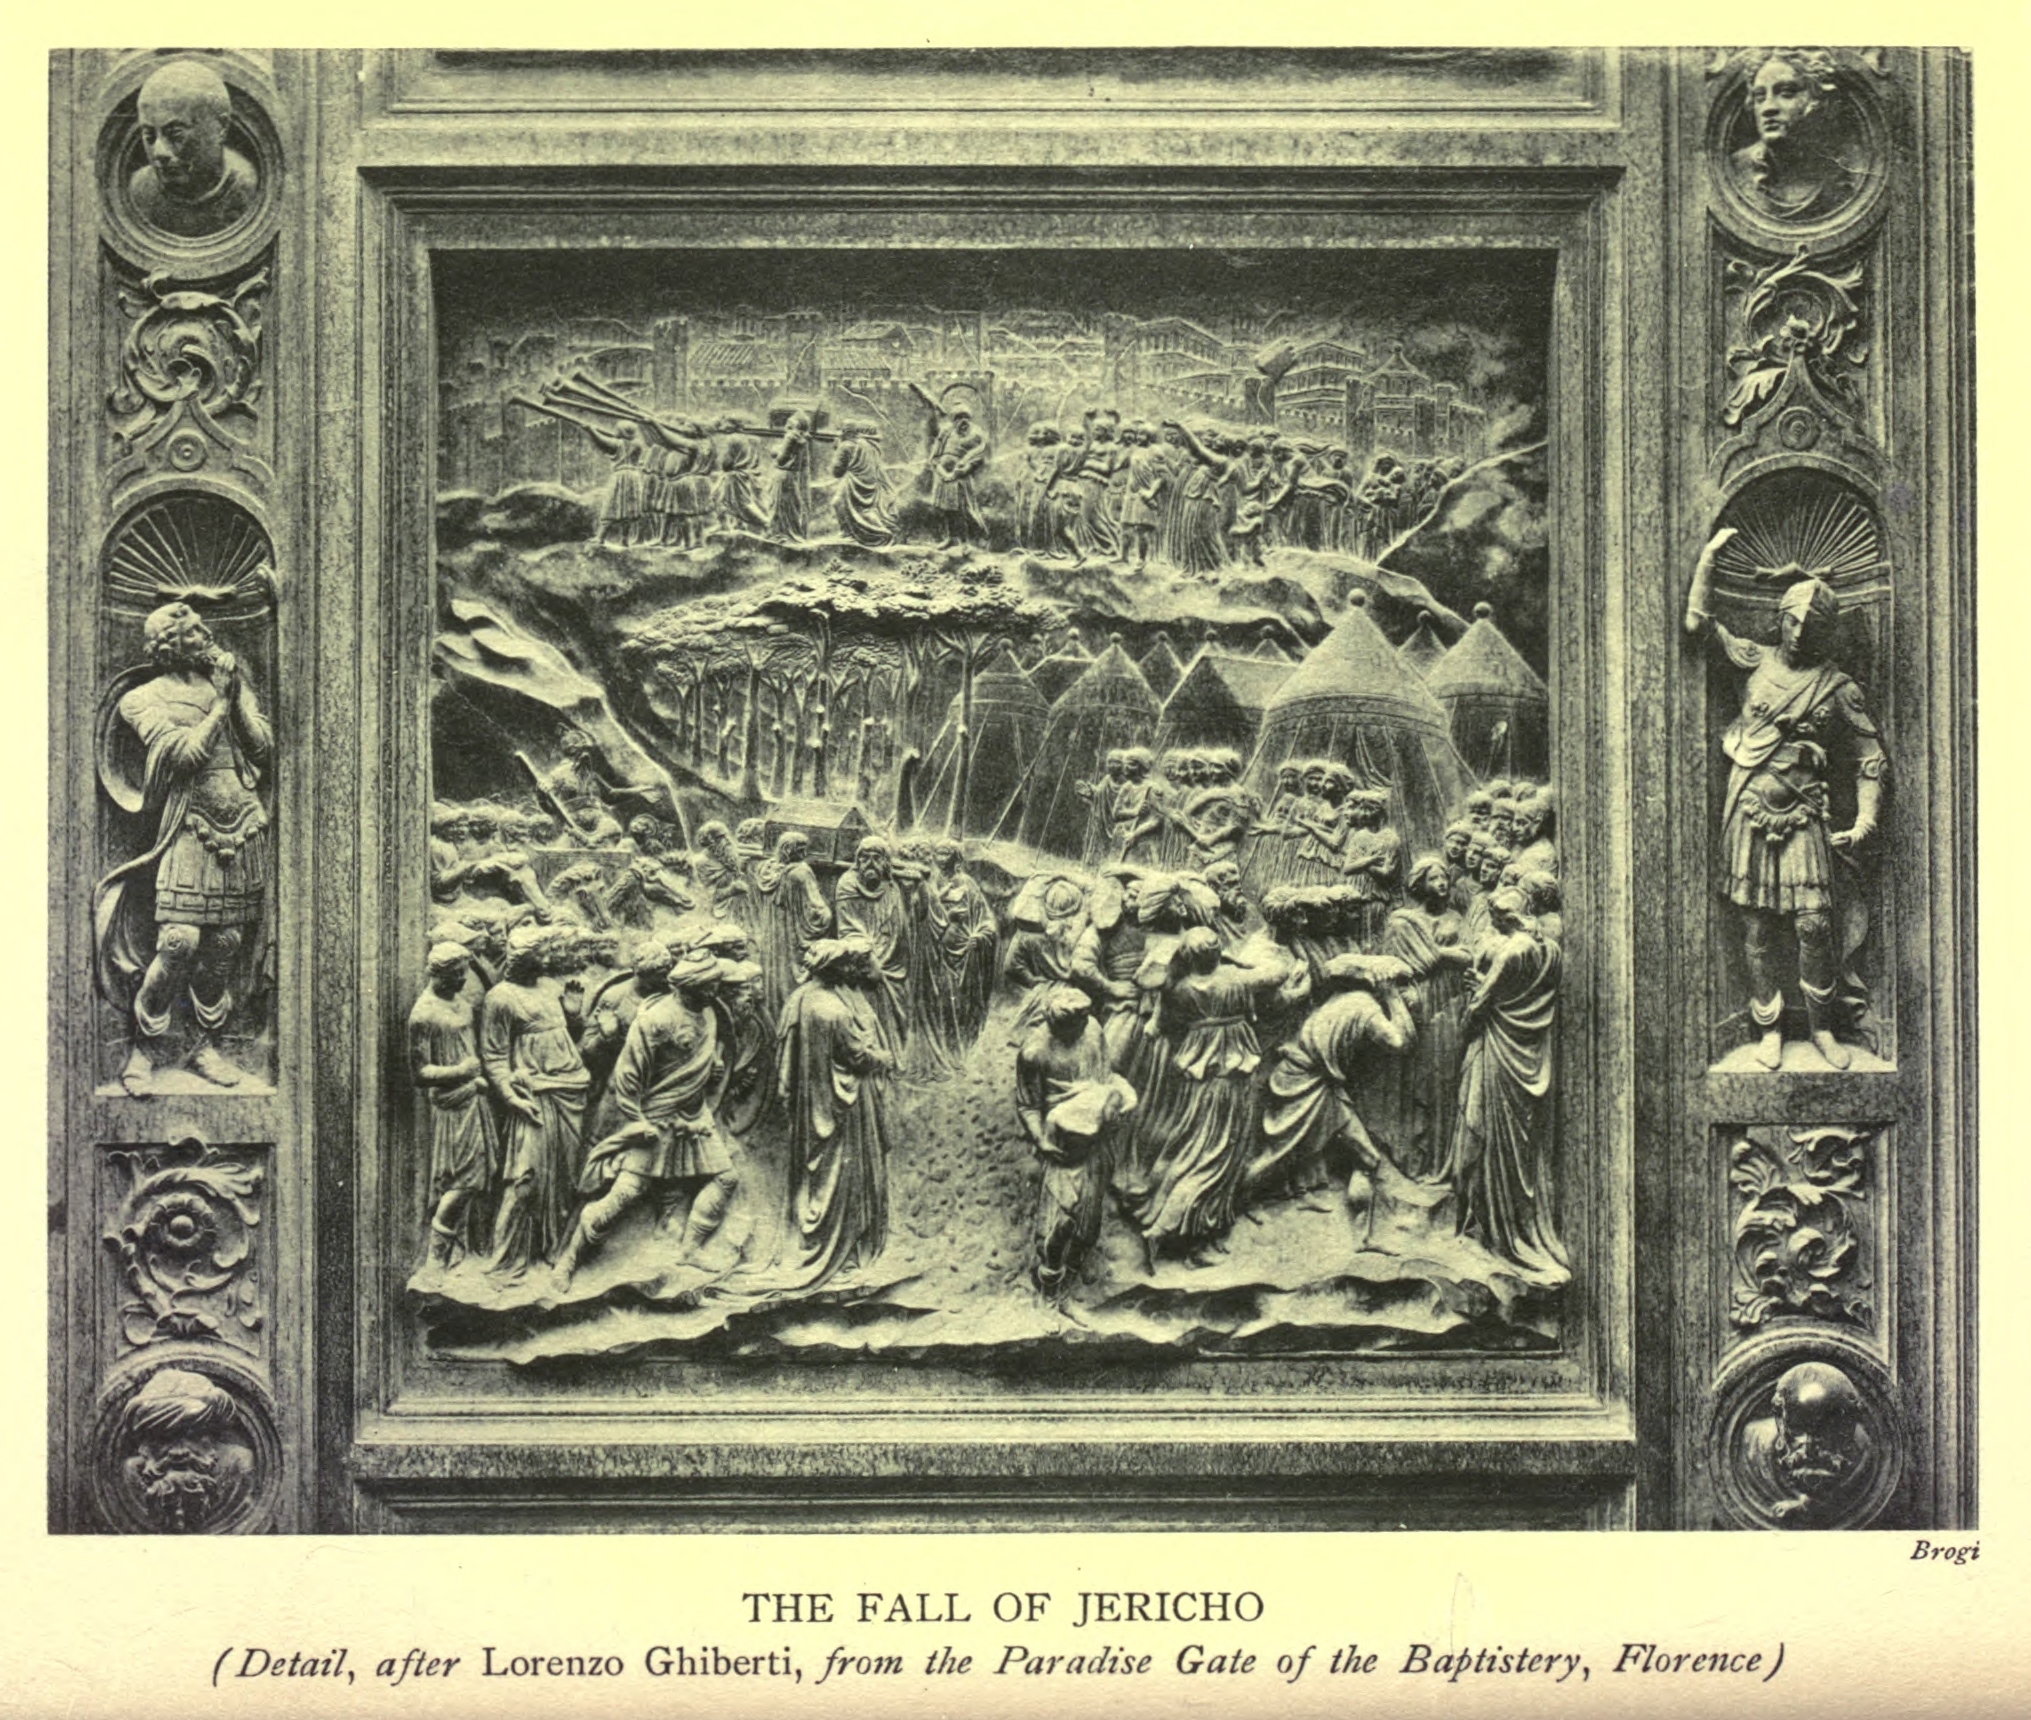 Brogi
THE FALL OF JERICHO
(Detail, after Lorenzo Ghiberti, from the Paradise Gate of the Baptistery, Florence)